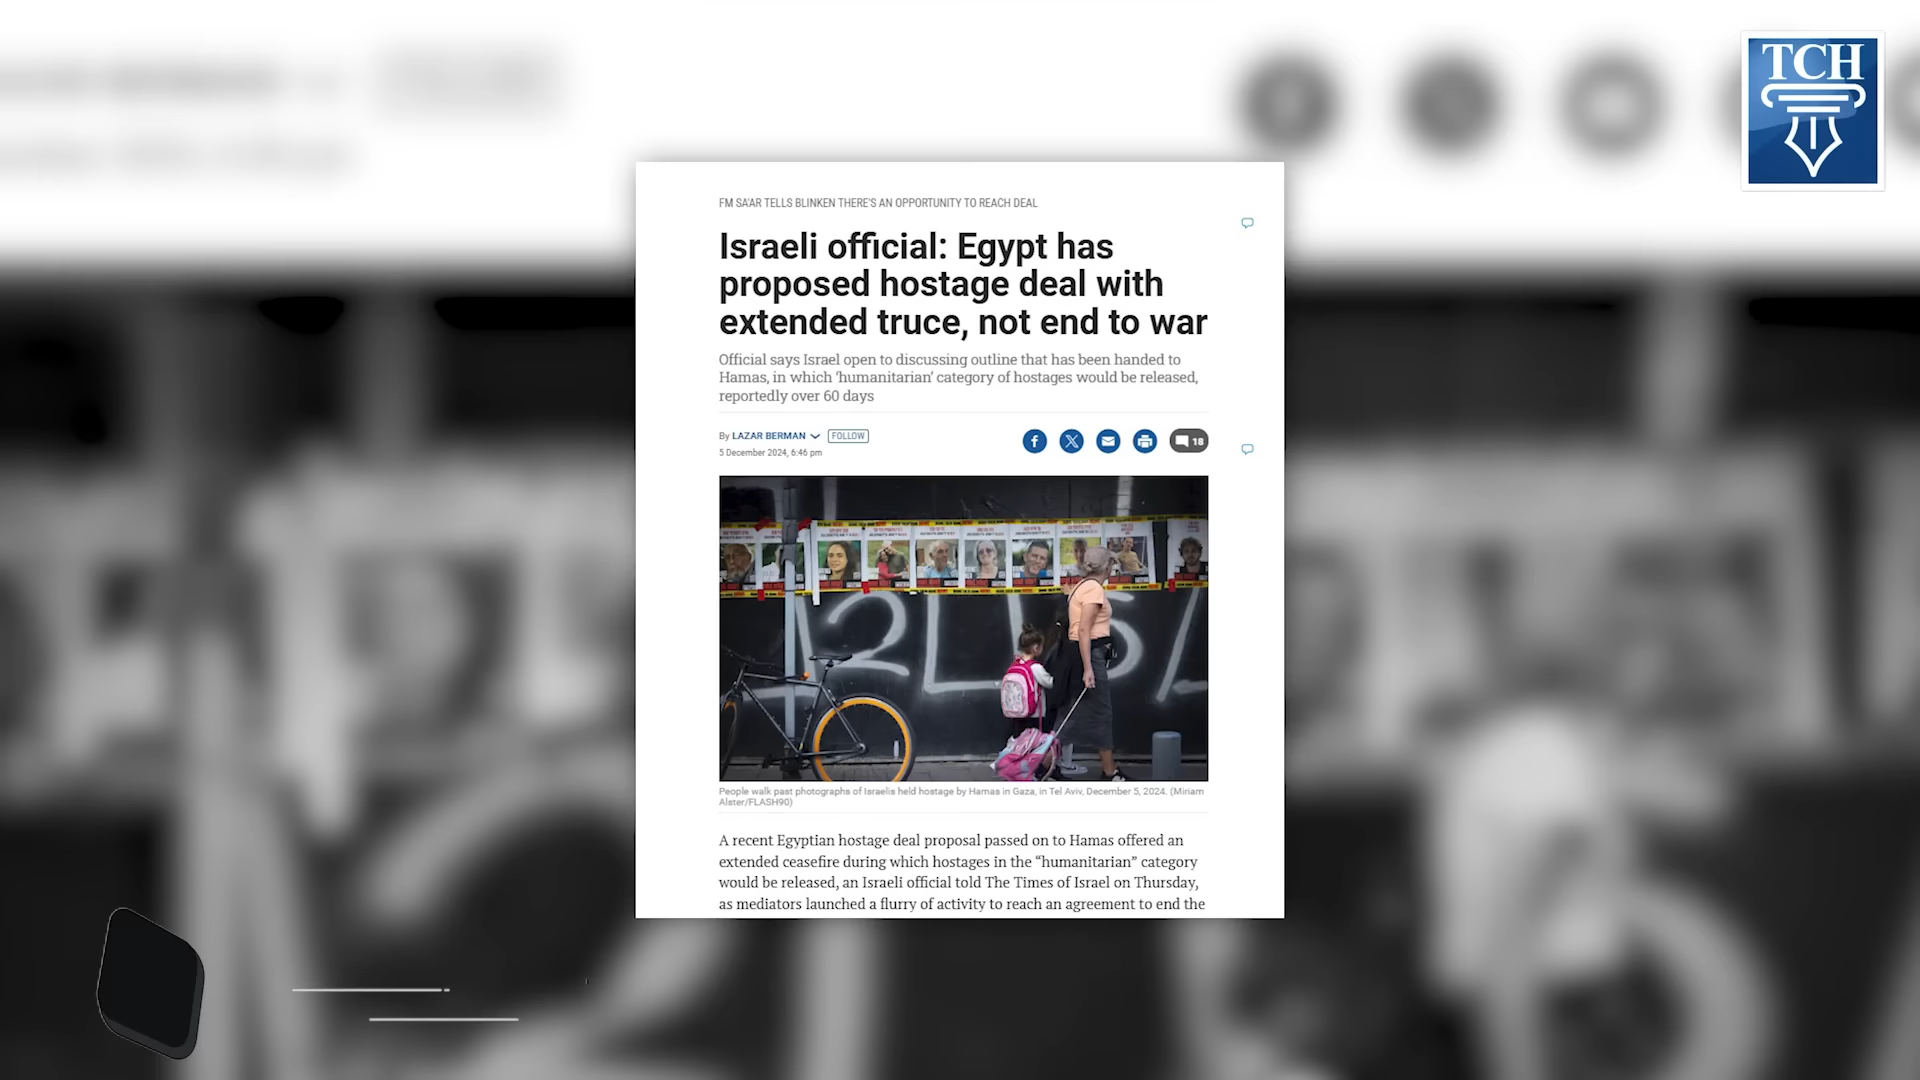 TCH
FM SA'AR TELLS BLINKEN THERE'S AN OPPORTUNITY TO REACH DEAL
Israeli official: Egypt has
proposed hostage deal with
extended truce, not end to war
Official says Israel open to discussing outline that has been handed to
Hamas, in which 'humanitarian' category of hostages would be released,
reportedly over 60 days
By LAZAR BERMAN FOLLOW
5 December 2024, 6:46 pm
18
People walk past photographs of Israelis held hostage by Hamas in Gaza, in Tel Aviv, December 5, 2024. (Miriam
Alster/FLASH90)
A recent Egyptian hostage deal proposal passed on to Hamas offered an
extended ceasefire during which hostages in the “humanitarian” category
would be released, an Israeli official told The Times of Israel on Thursday,
as mediators launched a flurry of activity to reach an agreement to end the